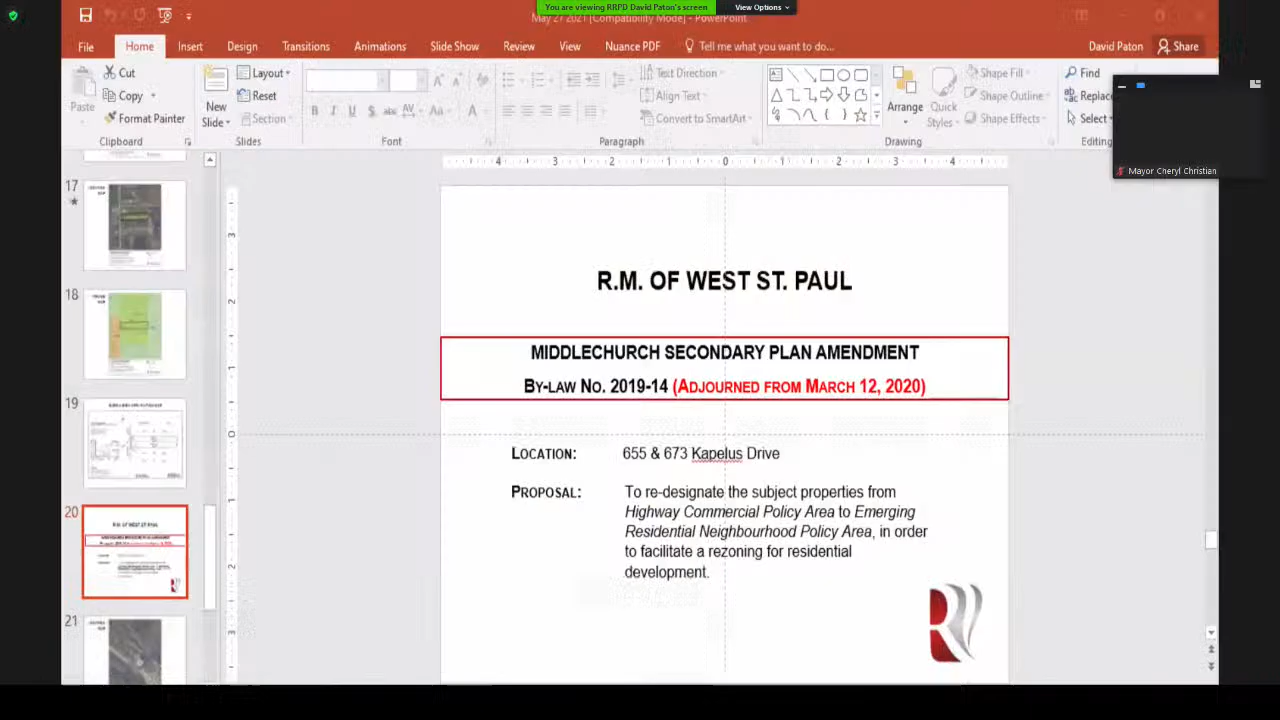 You are viewing RRPD David Paton's screen
View Options
May 27 2021 [Compatibility Mode] - PowerPoint
File Home Insert Design Transitions Animations Slide Show Review View Nuance PDF Tell me what you want to do... David Paton Share
Cut
Copy
Format Painter
Paste
Clipboard
New
Slide
Layout
Reset
Section
Slides
Font
Text Direction
Align Text
Convert to SmartArt
Paragraph
Arrange
Quick
Styles
Shape Fill
Shape Outline
Shape Effects
Drawing
Find
Replace
Select
Editing
Mayor Cheryl Christian
17
18
19
20
21
R.M. OF WEST ST. PAUL
MIDDLECHURCH SECONDARY PLAN AMENDMENT
BY-LAW NO. 2019-14 (ADJOURNED FROM MARCH 12, 2020)
LOCATION: 655 & 673 Kapelus Drive
PROPOSAL: To re-designate the subject properties from
Highway Commercial Policy Area to Emerging
Residential Neighbourhood Policy Area, in order
to facilitate a rezoning for residential
development.